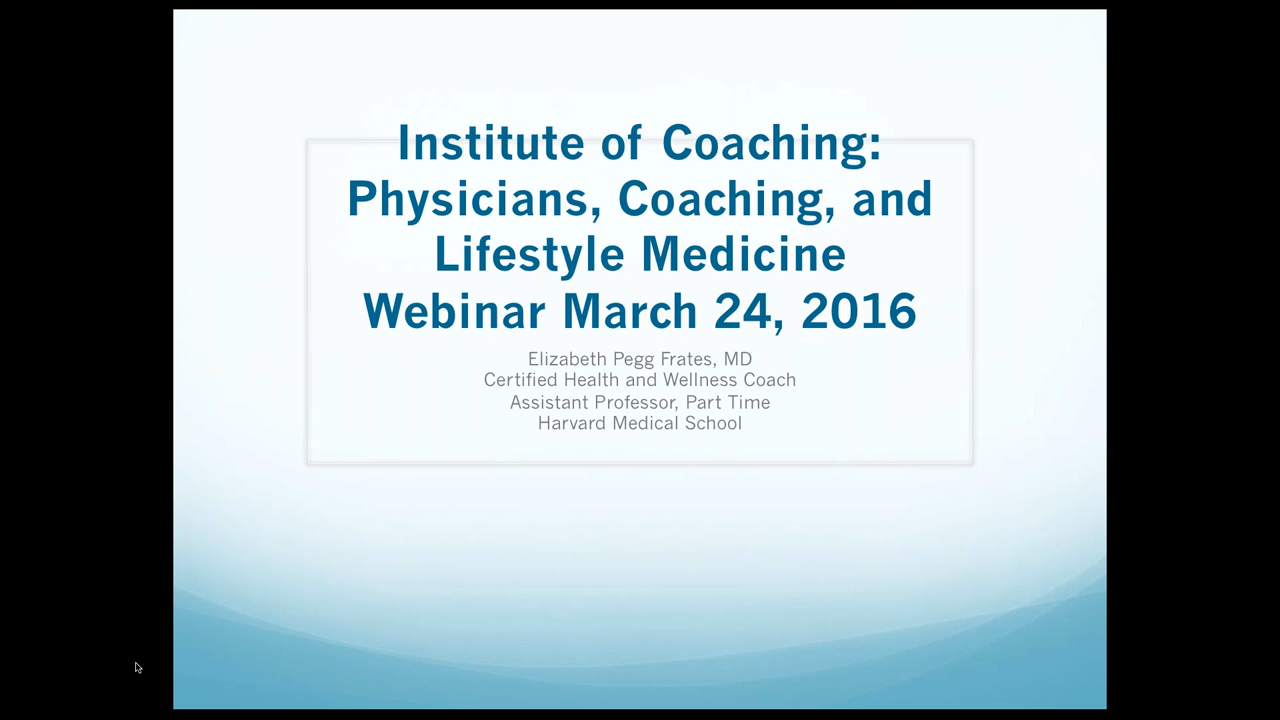 Institute of Coaching:
Physicians, Coaching, and
Lifestyle Medicine
Webinar March 24, 2016
Elizabeth Pegg Frates, MD
Certified Health and Wellness Coach
Assistant Professor, Part Time
Harvard Medical School